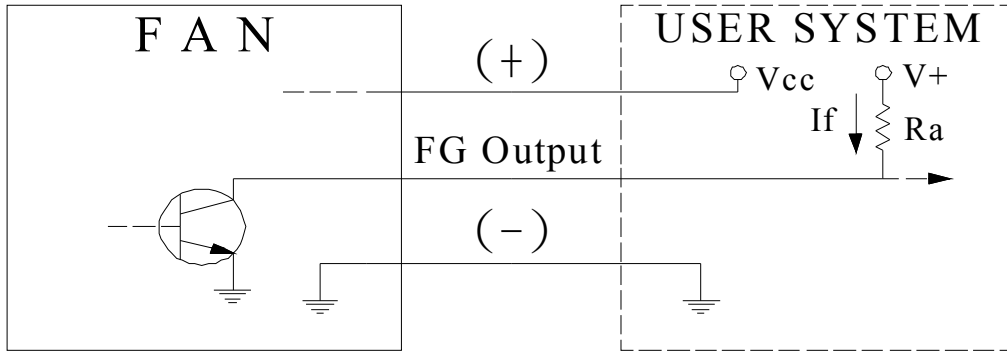 F A N
USER SYSTEM
(+)
Vcc
V+
If
Ra
FG Output
(-)